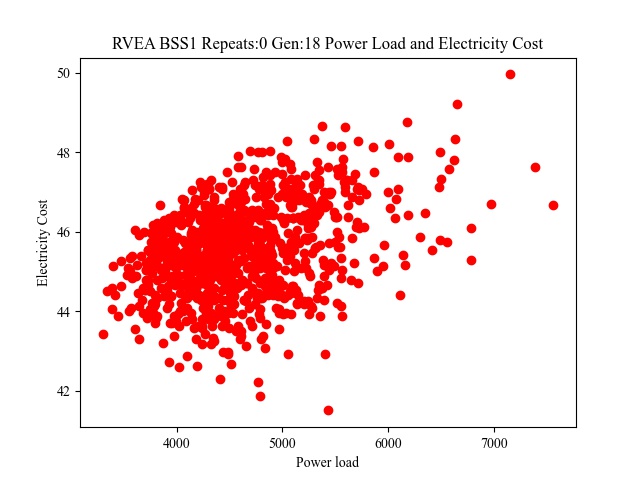 RVEA BSS1 Repeats:0 Gen:18 Power Load and Electricity Cost
50
48
46
44
42
Electricity Cost
4000 5000 6000 7000
Power load